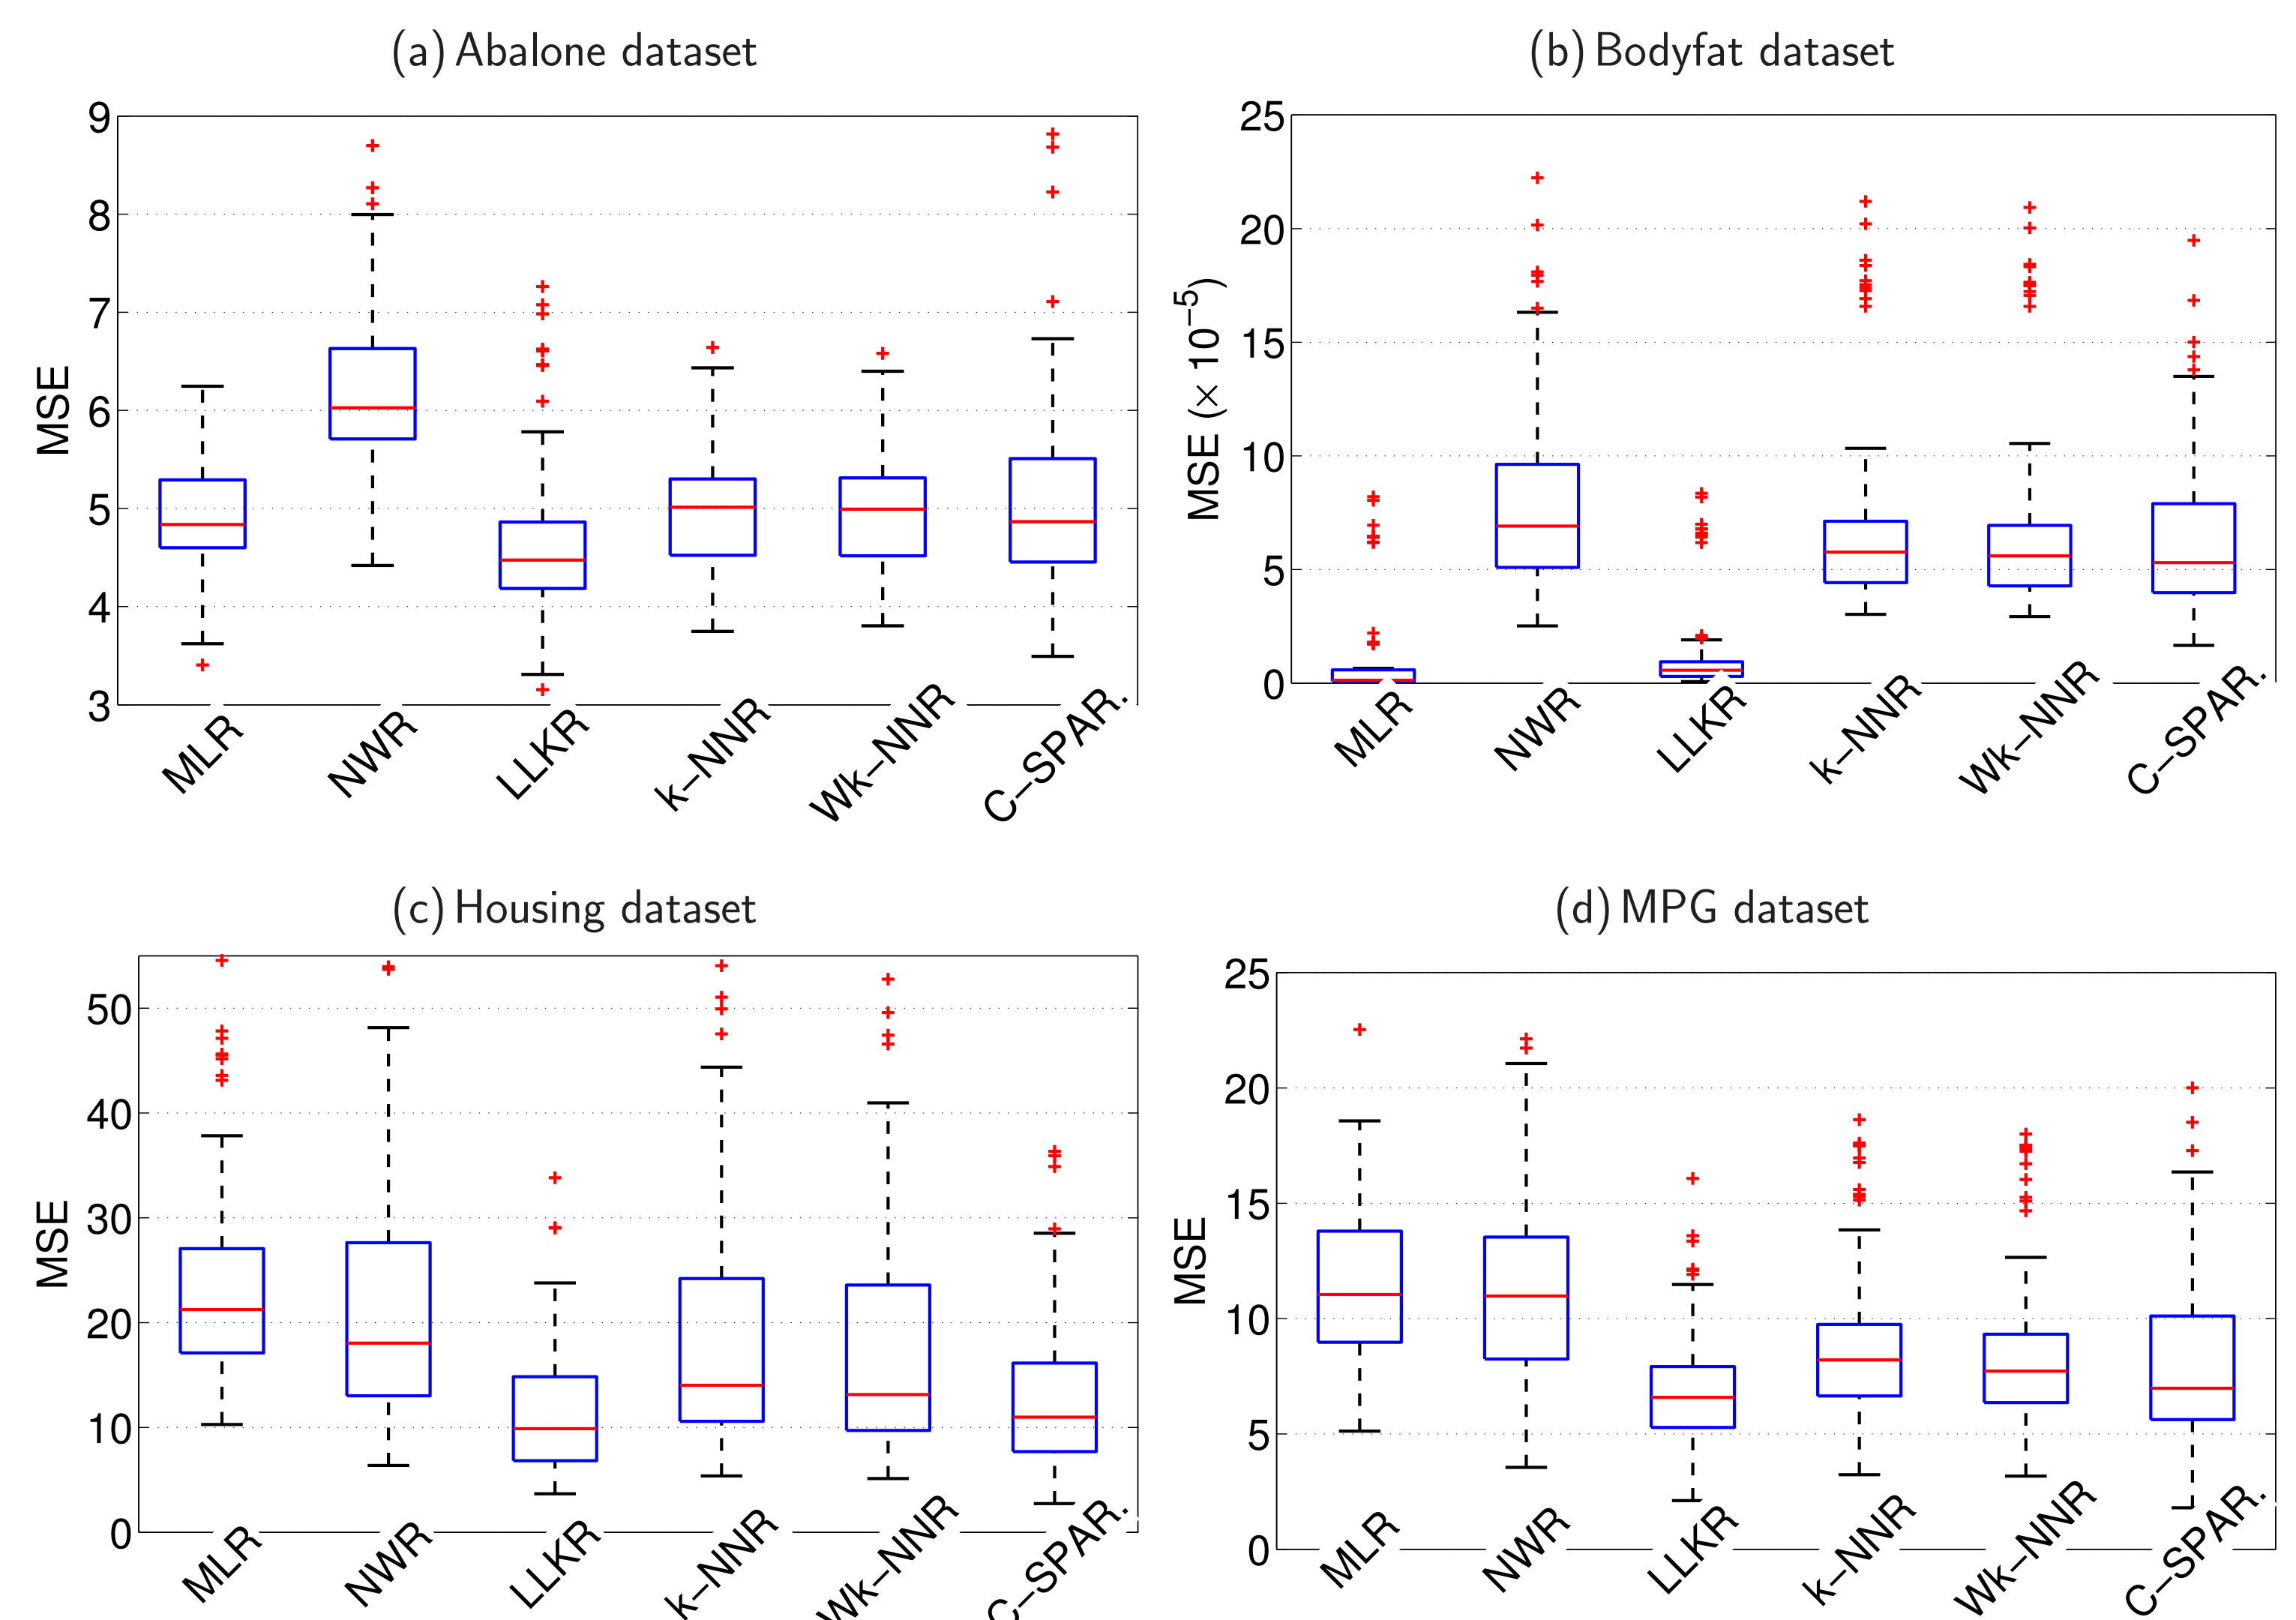 (a) Abalone dataset
9
8
7
6
5
4
3
MSE
MLR
NWR
LLKR
k–NNR
Wk–NNR
C–SPAR.
(b) Bodyfat dataset
25
20
15
10
5
0
MSE (× 10⁻⁵)
MLR
NWR
LLKR
k–NNR
Wk–NNR
C–SPAR.
(c) Housing dataset
50
40
30
20
10
0
MSE
MLR
NWR
LLKR
k–NNR
Wk–NNR
C–SPAR.
(d) MPG dataset
25
20
15
10
5
0
MSE
MLR
NWR
LLKR
k–NNR
Wk–NNR
C–SPAR.